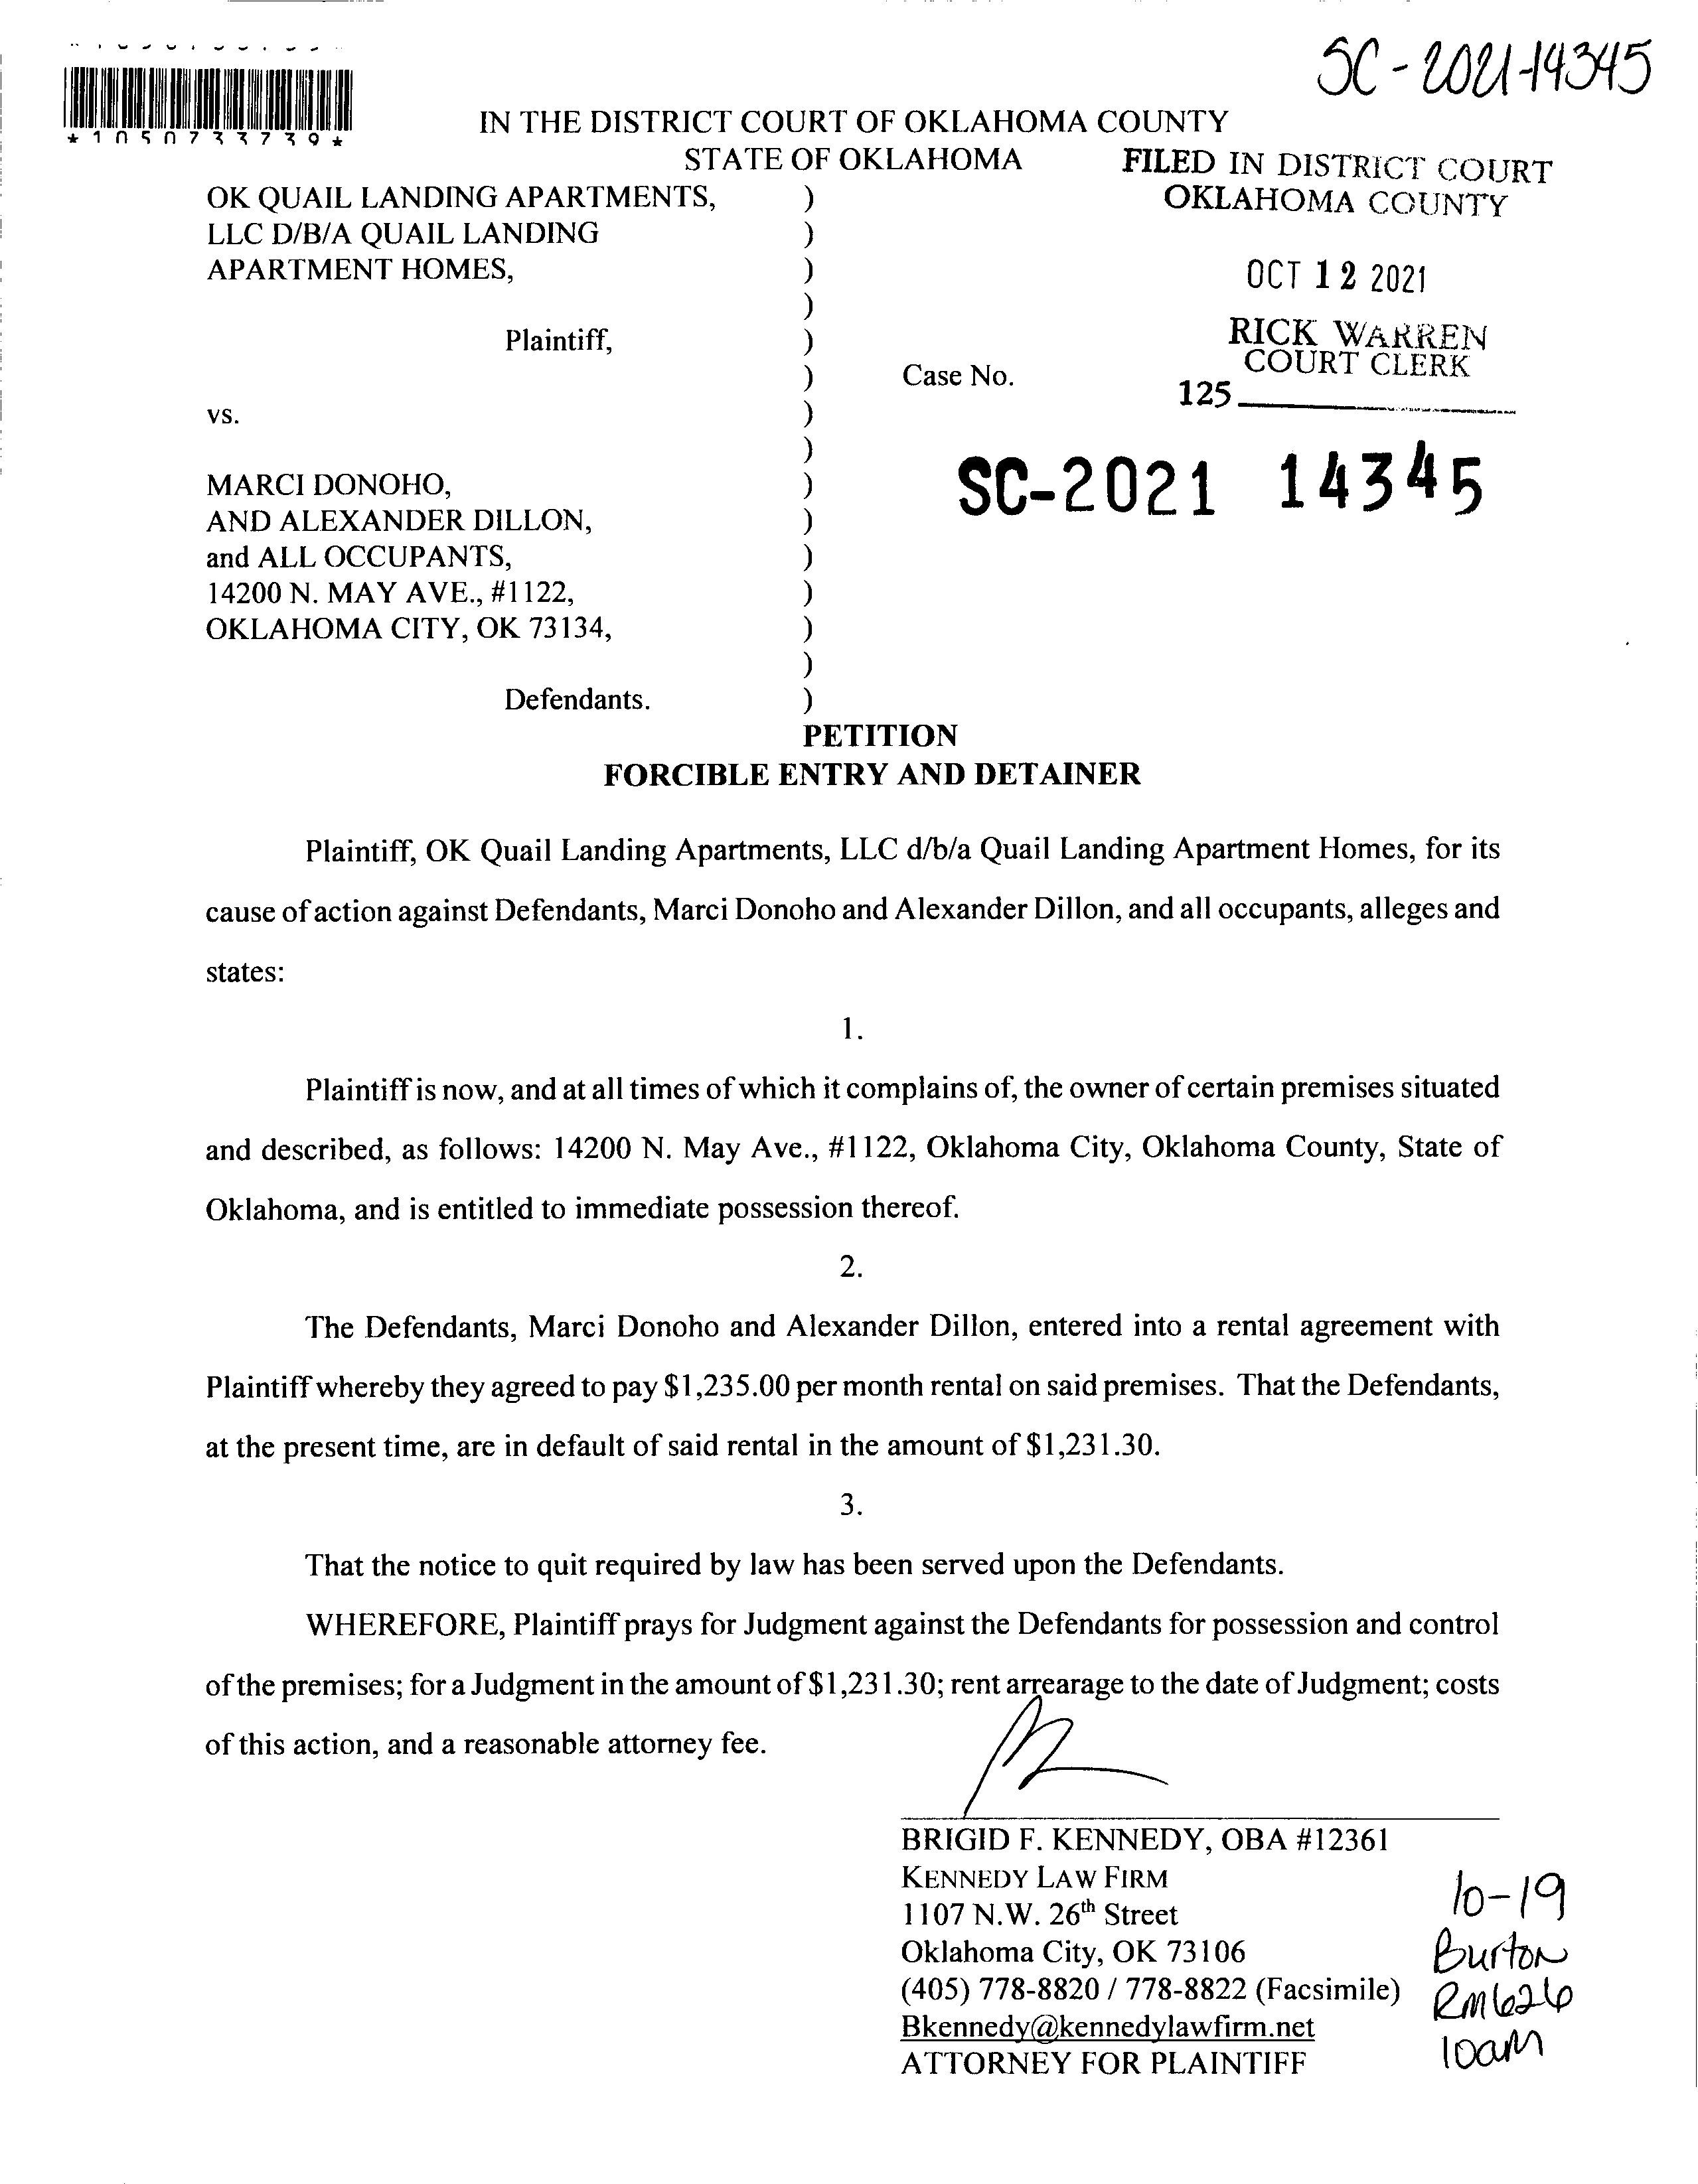 SC-2021-14345
*1050733739*
IN THE DISTRICT COURT OF OKLAHOMA COUNTY
STATE OF OKLAHOMA
FILED IN DISTRICT COURT
OKLAHOMA COUNTY
OCT 12 2021
RICK WARREN
COURT CLERK
125
OK QUAIL LANDING APARTMENTS, )
LLC D/B/A QUAIL LANDING )
APARTMENT HOMES, )
)
Plaintiff, )
) Case No.
vs. )
)
SC-2021 14345
MARCI DONOHO, )
AND ALEXANDER DILLON, )
and ALL OCCUPANTS, )
14200 N. MAY AVE., #1122, )
OKLAHOMA CITY, OK 73134, )
)
Defendants. )
PETITION
FORCIBLE ENTRY AND DETAINER
Plaintiff, OK Quail Landing Apartments, LLC d/b/a Quail Landing Apartment Homes, for its
cause of action against Defendants, Marci Donoho and Alexander Dillon, and all occupants, alleges and
states:
1.
Plaintiff is now, and at all times of which it complains of, the owner of certain premises situated
and described, as follows: 14200 N. May Ave., #1122, Oklahoma City, Oklahoma County, State of
Oklahoma, and is entitled to immediate possession thereof.
2.
The Defendants, Marci Donoho and Alexander Dillon, entered into a rental agreement with
Plaintiff whereby they agreed to pay $1,235.00 per month rental on said premises. That the Defendants,
at the present time, are in default of said rental in the amount of $1,231.30.
3.
That the notice to quit required by law has been served upon the Defendants.
WHEREFORE, Plaintiff prays for Judgment against the Defendants for possession and control
of the premises; for a Judgment in the amount of $1,231.30; rent arrearage to the date of Judgment; costs
of this action, and a reasonable attorney fee.
BRIGID F. KENNEDY, OBA #12361
KENNEDY LAW FIRM
1107 N.W. 26th Street
Oklahoma City, OK 73106
(405) 778-8820 / 778-8822 (Facsimile)
Bkennedy@kennedylawfirm.net
ATTORNEY FOR PLAINTIFF
10-19
Burton
RM626
10am